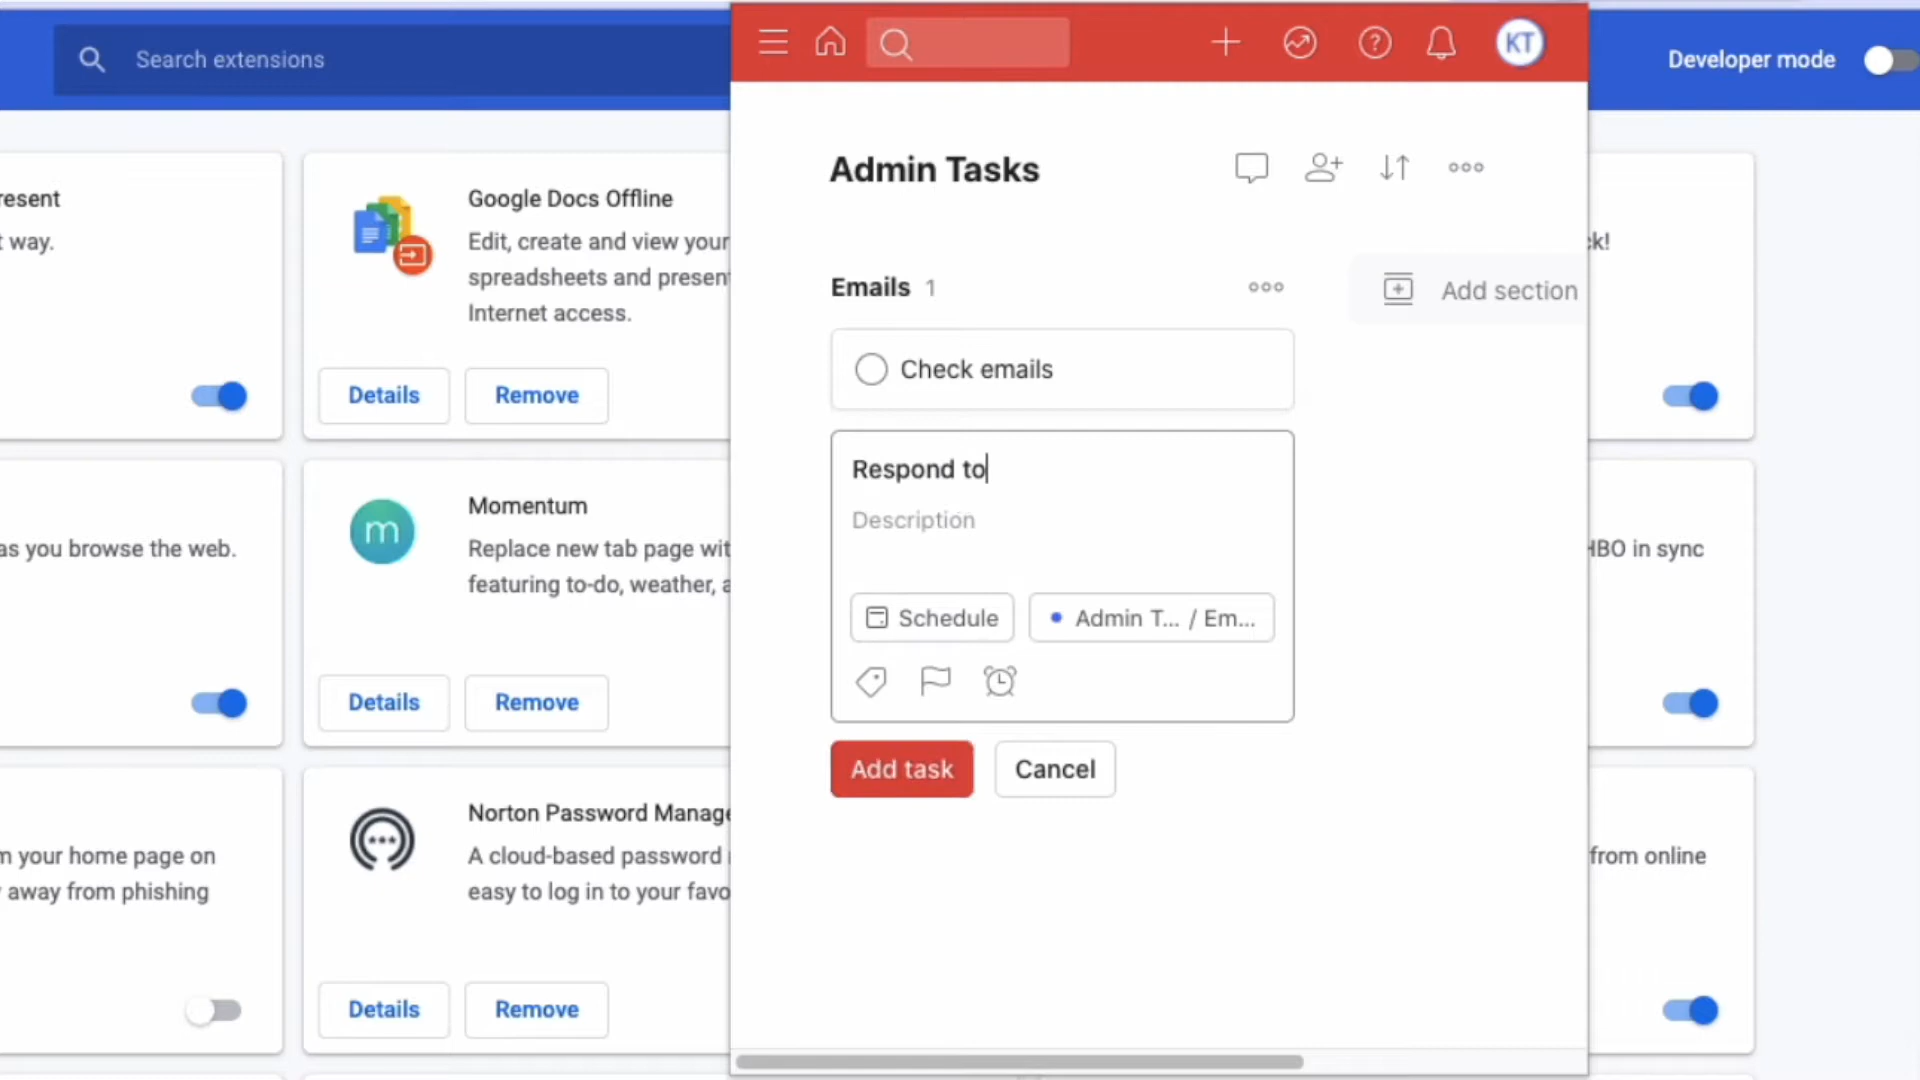 Search extensions
Developer mode
KT
resent
t way.
Google Docs Offline
Edit, create and view your
spreadsheets and present
Internet access.
Details
Remove
as you browse the web.
m
Momentum
Replace new tab page wit
featuring to-do, weather, a
Details
Remove
m your home page on
away from phishing
Norton Password Manage
A cloud-based password
easy to log in to your favo
Details
Remove
Admin Tasks
Emails 1
Add section
Check emails
Respond to
Description
Schedule
Admin T... / Em...
Add task
Cancel
ck!
HBO in sync
from online